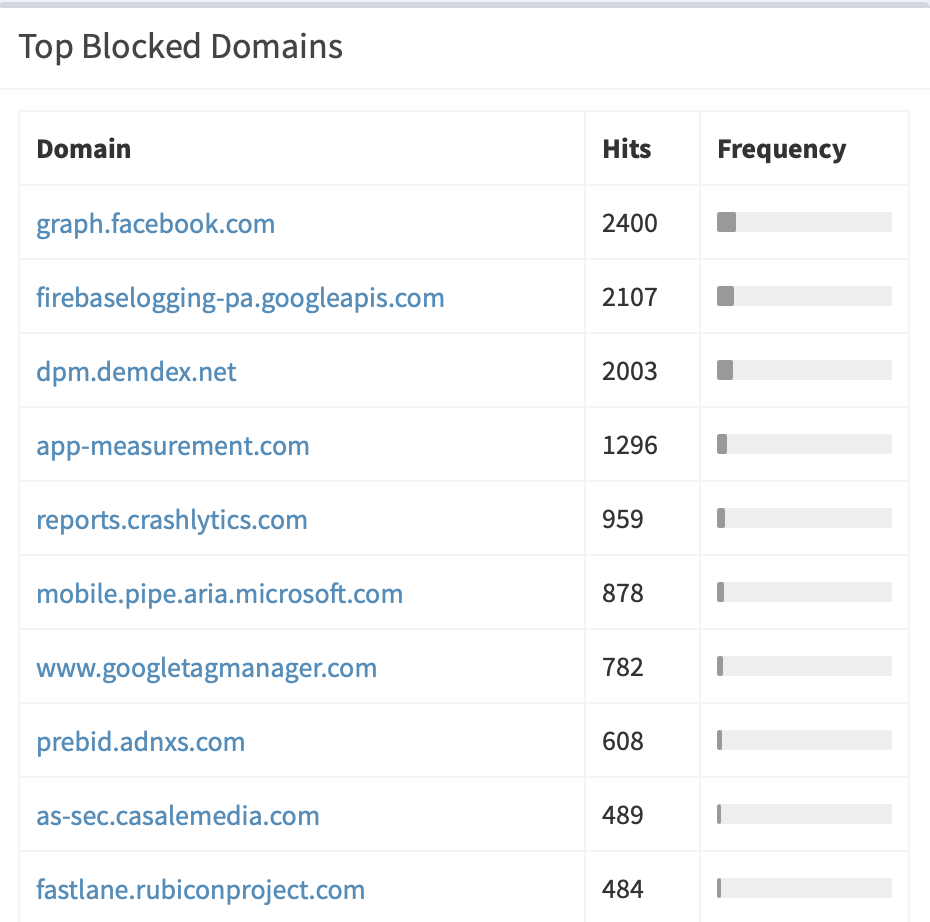 Top Blocked Domains
Domain Hits Frequency
graph.facebook.com 2400
firebaselogging-pa.googleapis.com 2107
dpm.demdex.net 2003
app-measurement.com 1296
reports.crashlytics.com 959
mobile.pipe.aria.microsoft.com 878
www.googletagmanager.com 782
prebid.adnxs.com 608
as-sec.casalemedia.com 489
fastlane.rubiconproject.com 484